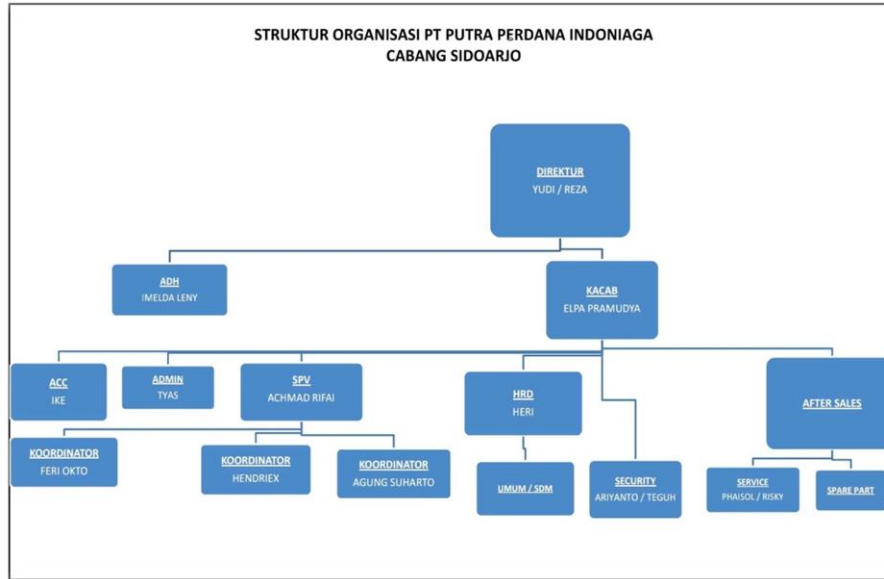 STRUKTUR ORGANISASI PT PUTRA PERDANA INDONIAGA
CABANG SIDOARJO
DIREKTUR
YUDI / REZA
ADH
IMELDA LENY
KACAB
ELPA PRAMUDYA
ACC
IKE
ADMIN
TYAS
SPV
ACHMAD RIFAI
HRD
HERI
AFTER SALES
KOORDINATOR
FERI OKTO
KOORDINATOR
HENDRIEX
KOORDINATOR
AGUNG SUHARTO
UMUM / SDM
SECURITY
ARIYANTO / TEGUH
SERVICE
PHAISOL / RISKY
SPARE PART